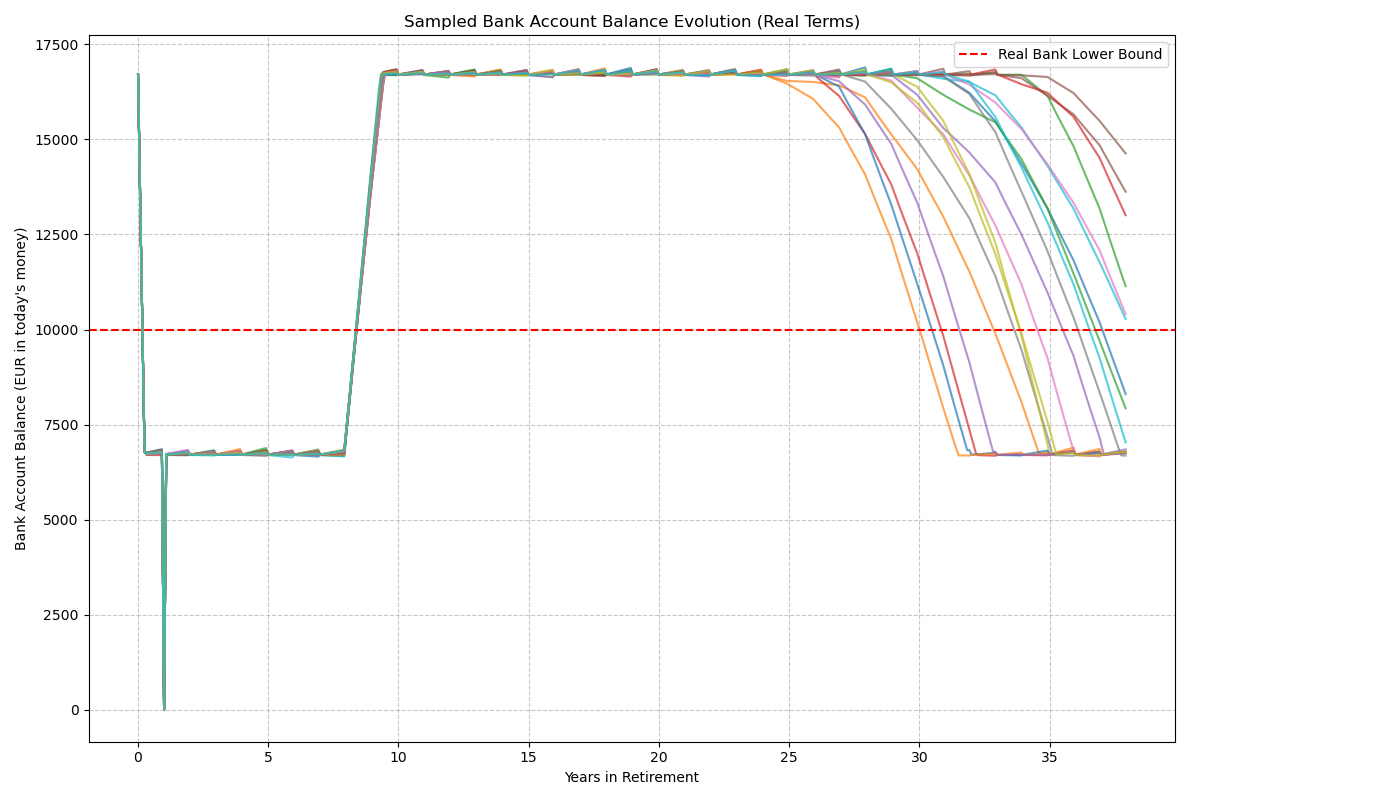 Sampled Bank Account Balance Evolution (Real Terms)
Real Bank Lower Bound
Bank Account Balance (EUR in today's money)
17500
15000
12500
10000
7500
5000
2500
0
0 5 10 15 20 25 30 35
Years in Retirement